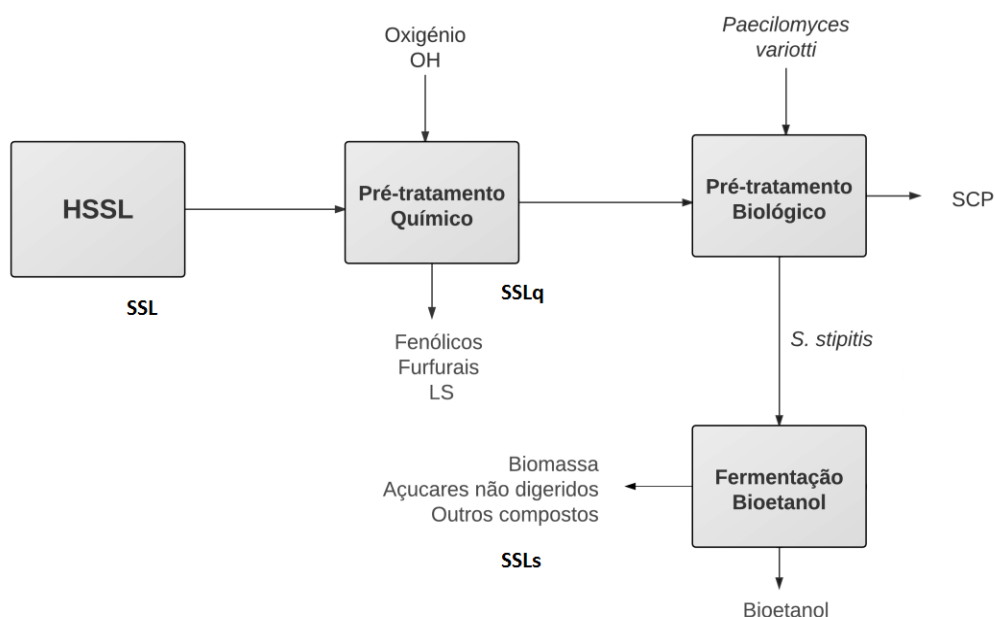 Oxigénio
OH
Paecilomyces
variotti
HSSL
Pré-tratamento
Químico
Pré-tratamento
Biológico
SCP
SSL
SSLq
Fenólicos
Furfurais
LS
S. stipitis
Fermentação
Bioetanol
Biomassa
Açucares não digeridos
Outros compostos
SSLs
Bioetanol